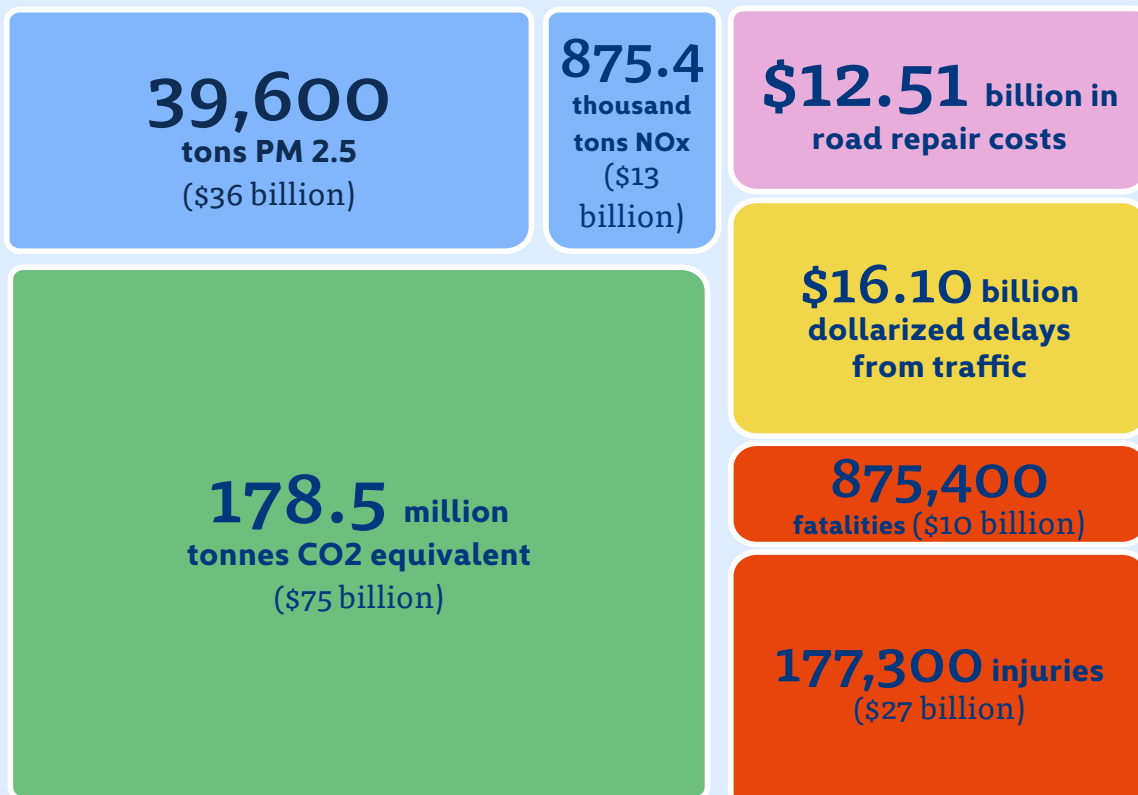 39,600
tons PM 2.5
($36 billion)
875.4
thousand
tons NOx
($13
billion)
$12.51 billion in
road repair costs
$16.10 billion
dollarized delays
from traffic
178.5 million
tonnes CO2 equivalent
($75 billion)
875,400
fatalities ($10 billion)
177,300 injuries
($27 billion)